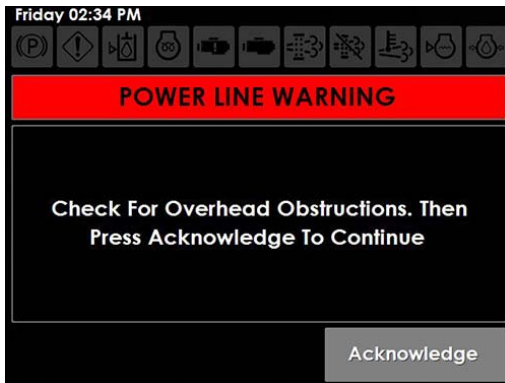 Friday 02:34 PM
POWER LINE WARNING
Check For Overhead Obstructions. Then
Press Acknowledge To Continue
Acknowledge